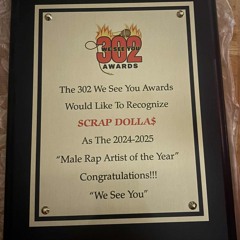 302
WE SEE YOU
AWARDS
The 302 We See You Awards
Would Like To Recognize
SCRAP DOLLA$
As The 2024-2025
“Male Rap Artist of the Year”
Congratulations!!!
“We See You”